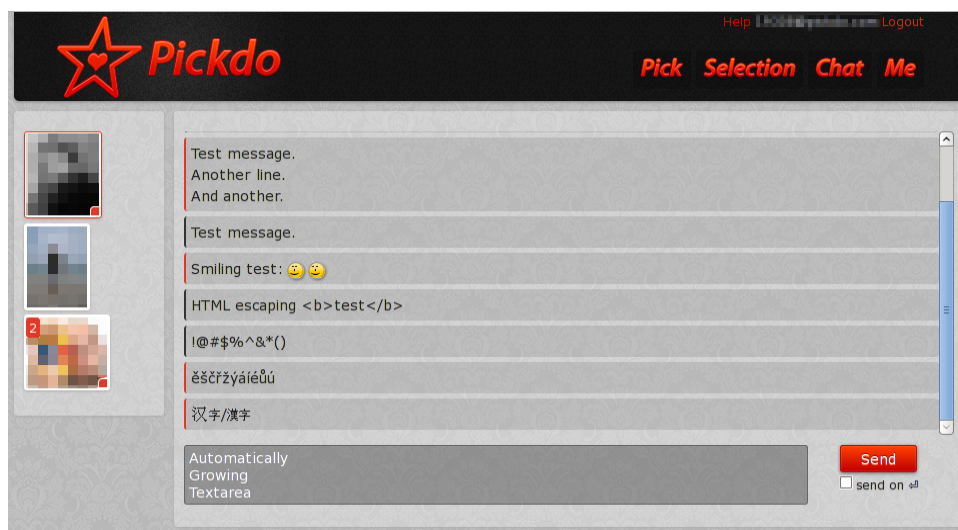 Help Logout
Pickdo
Pick Selection Chat Me
2
Test message.
Another line.
And another.
Test message.
Smiling test:
HTML escaping <b>test</b>
!@#$%^&*()
ěščřžýáíéůú
汉字/漢字
Automatically
Growing
Textarea
Send
send on ⏎